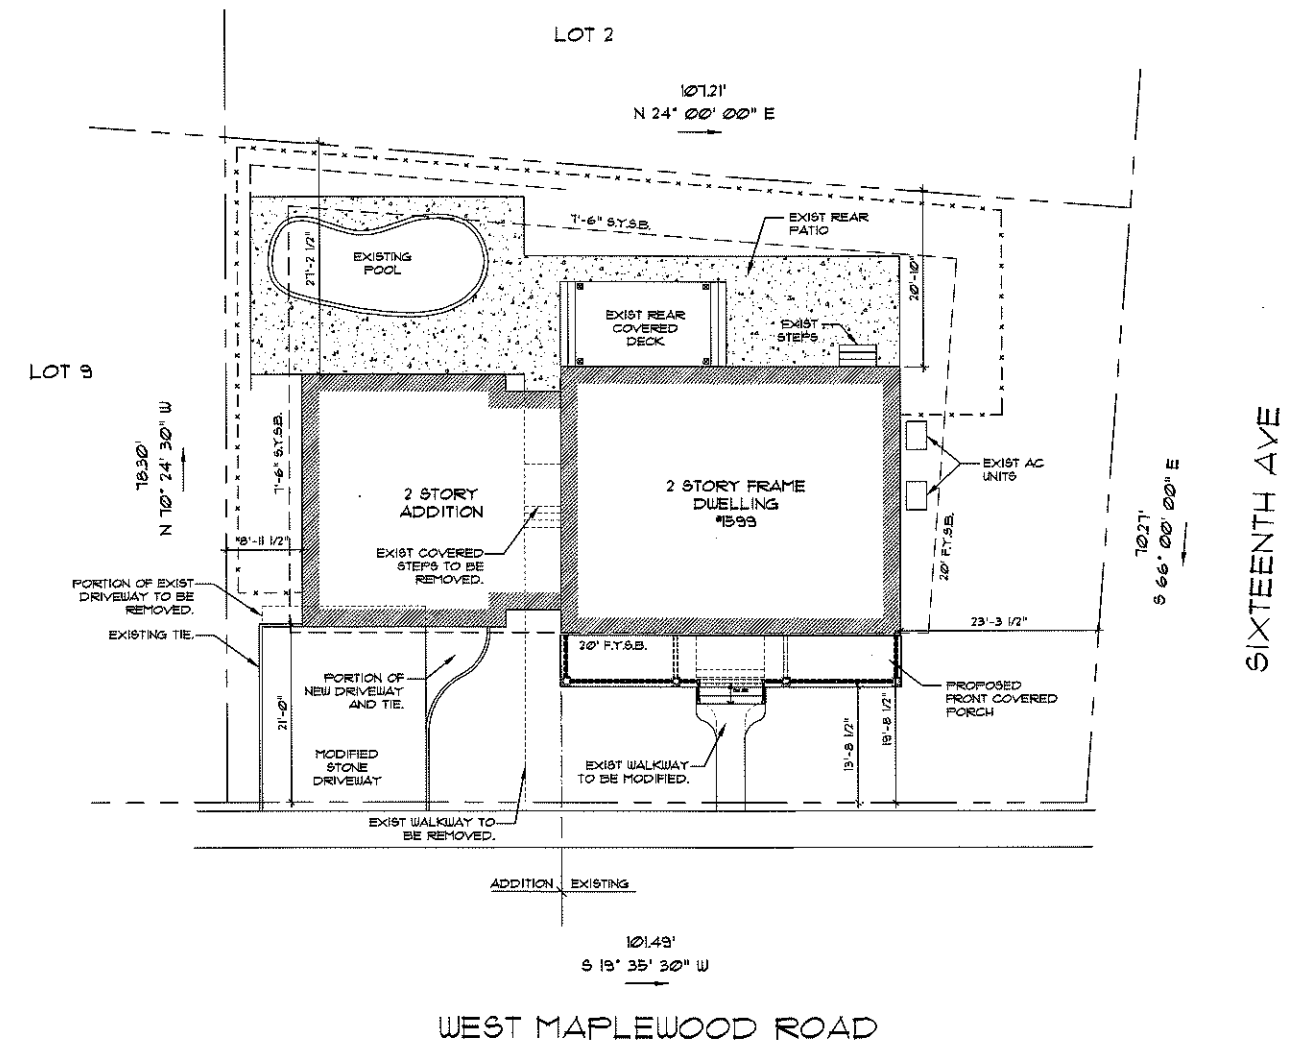 LOT 2
107.21'
N 24° 00' 00" E
7'-6" S.Y.S.B.
EXIST REAR
PATIO
EXISTING
POOL
27'-2 1/2"
20'-10"
EXIST REAR
COVERED
DECK
EXIST
STEPS
LOT 9
78.30'
N 70° 24' 30" W
7'-6" S.Y.S.B.
2 STORY
ADDITION
2 STORY FRAME
DWELLING
#1599
EXIST AC
UNITS
20' F.Y.S.B.
70.27'
S 66° 00' 00" E
SIXTEENTH AVE
8'-11 1/2"
EXIST COVERED
STEPS TO BE
REMOVED.
PORTION OF EXIST
DRIVEWAY TO BE
REMOVED.
EXISTING TIE.
23'-3 1/2"
20' F.Y.S.B.
PORTION OF
NEW DRIVEWAY
AND TIE.
PROPOSED
FRONT COVERED
PORCH
21'-0"
13'-8 1/2"
19'-8 1/2"
MODIFIED
STONE
DRIVEWAY
EXIST WALKWAY
TO BE MODIFIED.
EXIST WALKWAY TO
BE REMOVED.
ADDITION EXISTING
101.49'
S 19° 35' 30" W
WEST MAPLEWOOD ROAD